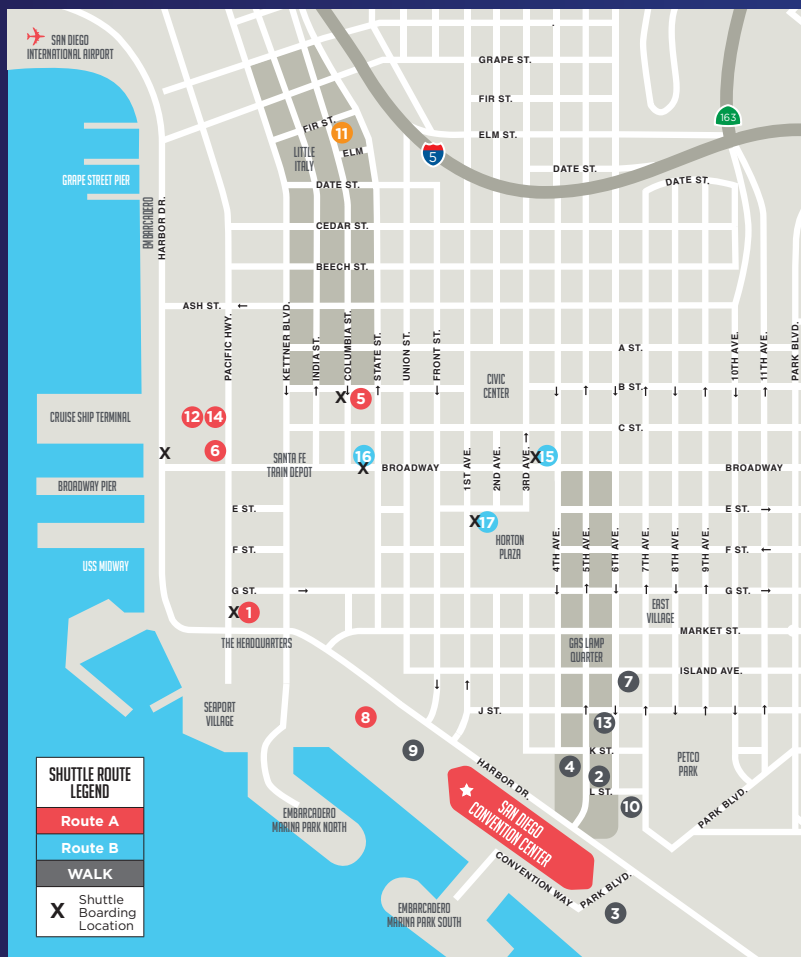 SAN DIEGO
INTERNATIONAL AIRPORT
GRAPE ST.
FIR ST.
163
FIR ST.
11
LITTLE
ITALY
ELM
5
ELM ST.
DATE ST.
DATE ST.
GRAPE STREET PIER
DATE ST.
EMBARCADERO
HARBOR DR.
CEDAR ST.
BEECH ST.
ASH ST. ←
PACIFIC HWY.
KETTNER BLVD.
INDIA ST.
COLUMBIA ST.
STATE ST.
UNION ST.
FRONT ST.
A ST.
10TH AVE.
11TH AVE.
PARK BLVD.
CIVIC
CENTER
B ST.
X 5
CRUISE SHIP TERMINAL
12 14
C ST.
X
6
SANTA FE
TRAIN DEPOT
16
X
BROADWAY
1ST AVE.
2ND AVE.
3RD AVE.
X 15
BROADWAY
BROADWAY PIER
E ST.
E ST. →
X 17
HORTON
PLAZA
4TH AVE.
5TH AVE.
6TH AVE.
7TH AVE.
8TH AVE.
9TH AVE.
F ST.
F ST. ←
USS MIDWAY
G ST. →
G ST. →
X 1
EAST
VILLAGE
THE HEADQUARTERS
MARKET ST.
GAS LAMP
QUARTER
ISLAND AVE.
7
SEAPORT
VILLAGE
8
J ST.
13
9
K ST.
PETCO
PARK
4
2
HARBOR DR.
L ST.
10
PARK BLVD.
SAN DIEGO
CONVENTION CENTER
EMBARCADERO
MARINA PARK NORTH
CONVENTION WAY
PARK BLVD.
3
EMBARCADERO
MARINA PARK SOUTH
SHUTTLE ROUTE
LEGEND
Route A
Route B
WALK
X Shuttle
Boarding
Location